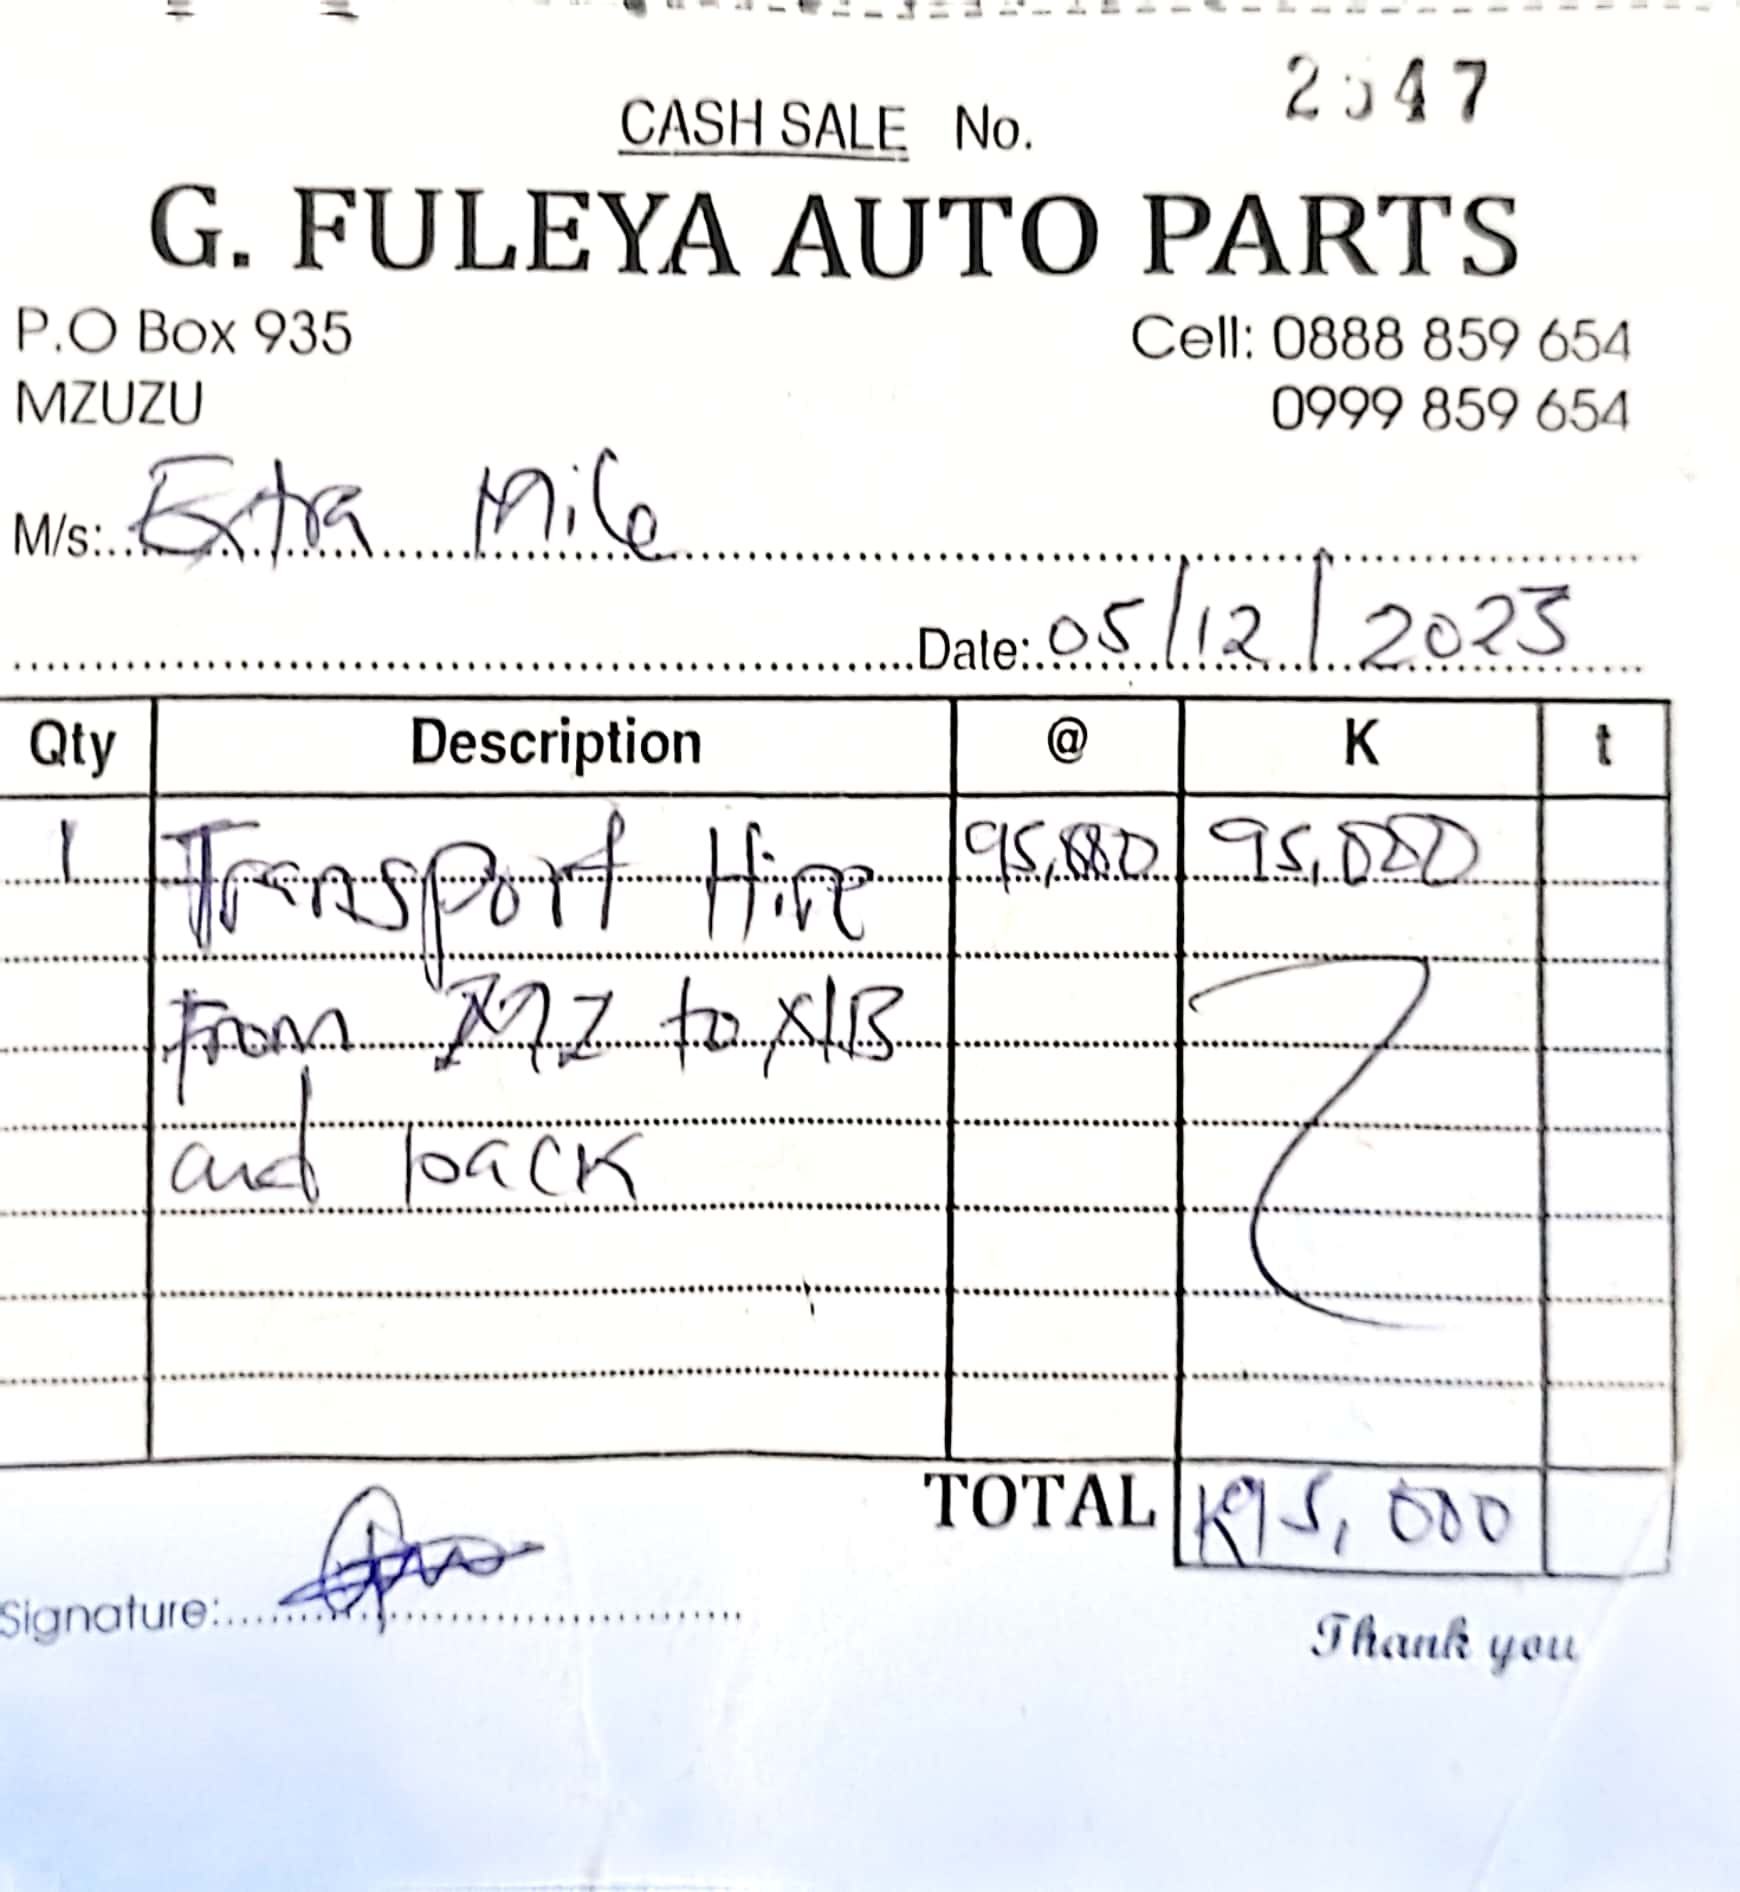 CASH SALE No.
G. FULEYA AUTO PARTS
P.O Box 935 Cell: 0888 859 654
MZUZU 0999 859 654
M/s: Extra Mile
Date: 05/12/2023
Qty Description @ K t
1 Transport Hire 95,000 95,000
From MZ to X/B
and back
TOTAL K95,000
Signature:
Thank you